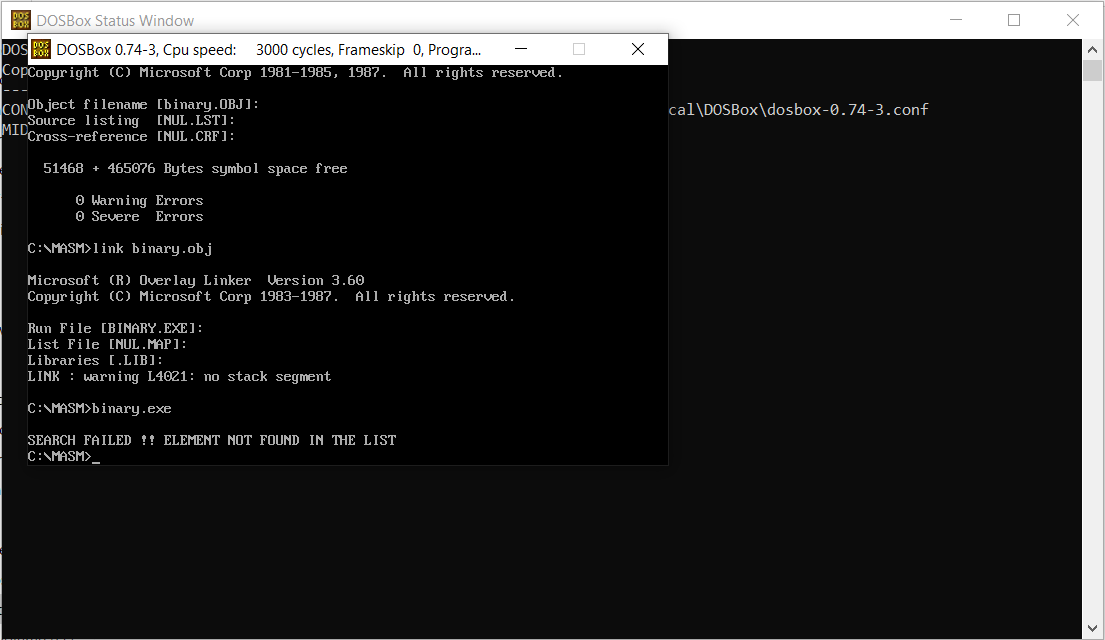 DOSBox Status Window
DOS
Cop
---
CON
cal\DOSBox\dosbox-0.74-3.conf
MID
DOSBox 0.74-3, Cpu speed: 3000 cycles, Frameskip 0, Progra...
Copyright (C) Microsoft Corp 1981-1985, 1987. All rights reserved.
Object filename [binary.OBJ]:
Source listing [NUL.LST]:
Cross-reference [NUL.CRF]:
51468 + 465076 Bytes symbol space free
0 Warning Errors
0 Severe Errors
C:\MASM>link binary.obj
Microsoft (R) Overlay Linker Version 3.60
Copyright (C) Microsoft Corp 1983-1987. All rights reserved.
Run File [BINARY.EXE]:
List File [NUL.MAP]:
Libraries [.LIB]:
LINK : warning L4021: no stack segment
C:\MASM>binary.exe
SEARCH FAILED !! ELEMENT NOT FOUND IN THE LIST
C:\MASM>_